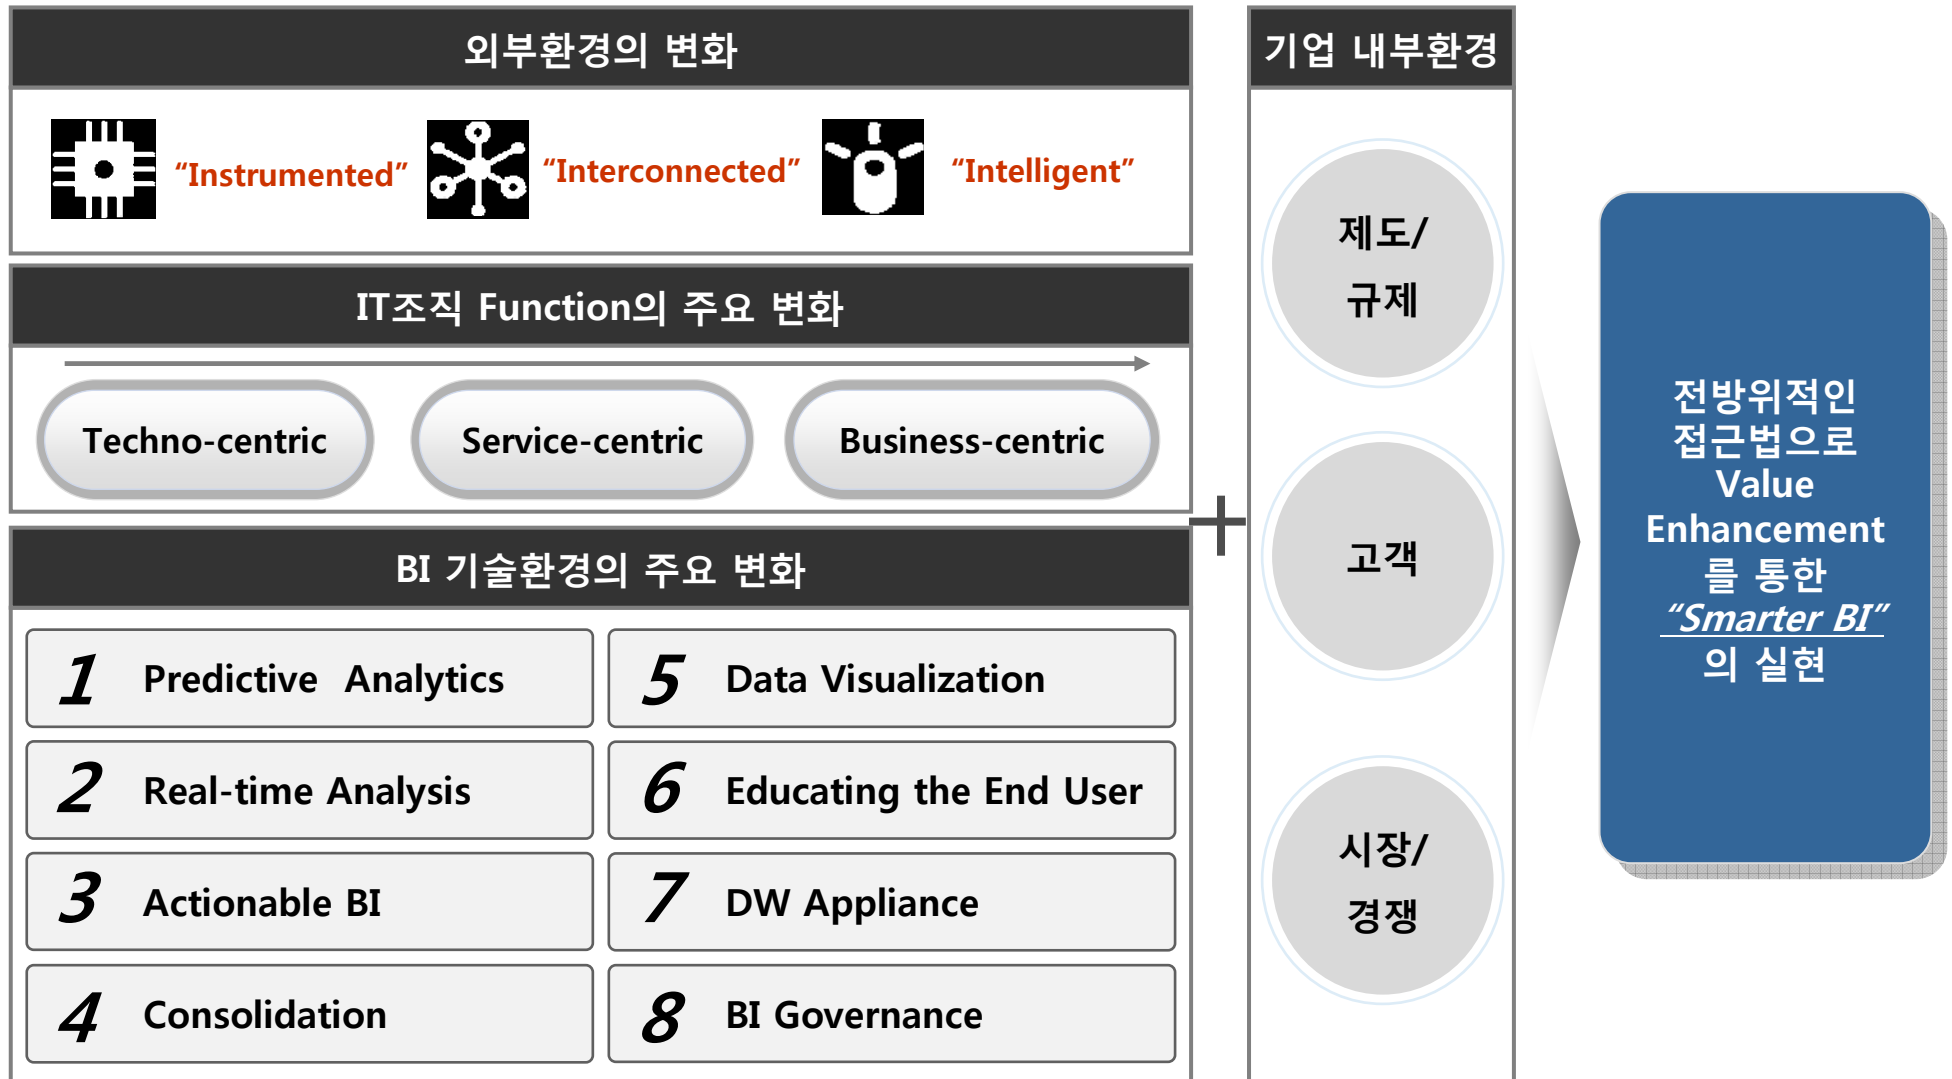 외부환경의 변화
“Instrumented”
“Interconnected”
“Intelligent”
IT조직 Function의 주요 변화
Techno-centric
Service-centric
Business-centric
BI 기술환경의 주요 변화
1 Predictive Analytics
2 Real-time Analysis
3 Actionable BI
4 Consolidation
5 Data Visualization
6 Educating the End User
7 DW Appliance
8 BI Governance
+
기업 내부환경
제도/
규제
고객
시장/
경쟁
전방위적인
접근법으로
Value
Enhancement
를 통한
“Smarter BI”
의 실현